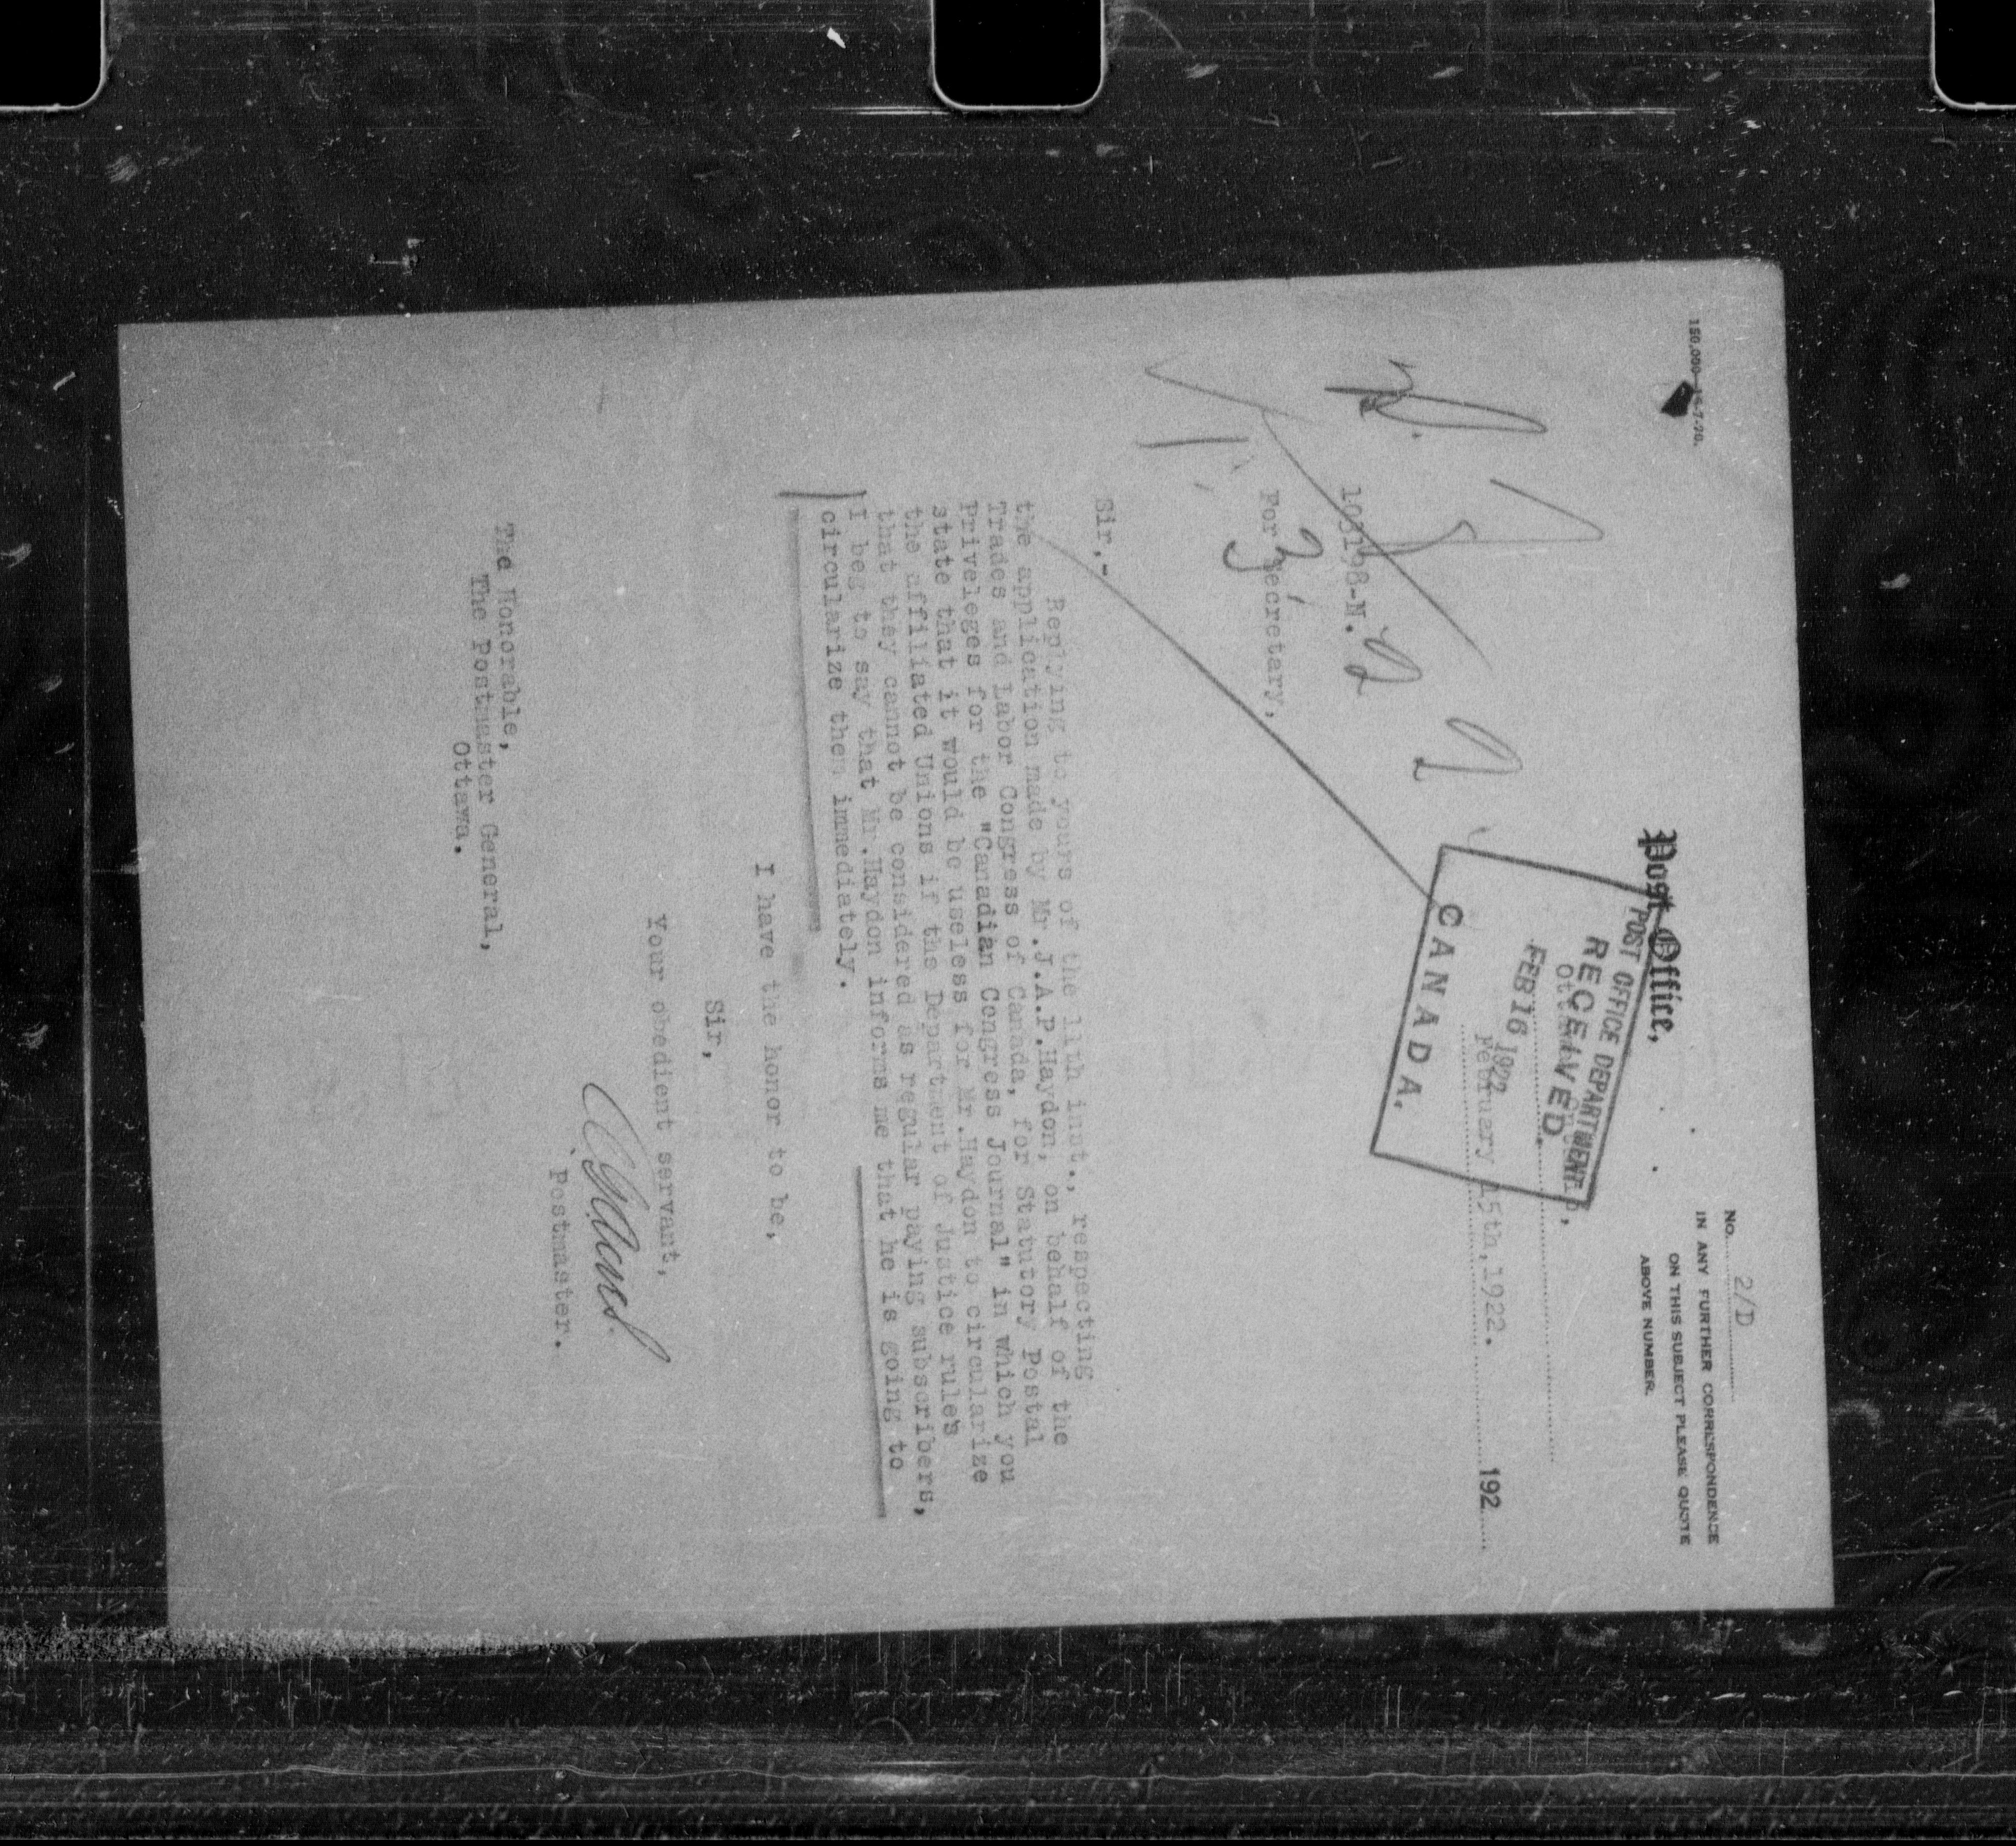 150,000—
No. 2/D
IN ANY FURTHER CORRESPONDENCE
ON THIS SUBJECT PLEASE QUOTE
ABOVE NUMBER.
Post Office,
POST OFFICE DEPARTMENT
RECEIVED
FEB 16 1922
CANADA.
February 15th, 1922.
192
103198-N.
2
2
3
For Secretary,
Sir,-
Replying to yours of the 11th inst., respecting
the application made by Mr.J.A.P.Haydon, on behalf of the
Trades and Labor Congress of Canada, for Statutory Postal
Priveleges for the "Canadian Congress Journal" in which you
state that it would be useless for Mr.Haydon to circularize
the affiliated Unions if the Department of Justice rules
that they cannot be considered as regular paying subscribers,
I beg to say that Mr.Haydon informs me that he is going to
circularize them immediately.
I have the honor to be,
Sir,
Your obedient servant,
Postmaster.
The Honorable,
The Postmaster General,
Ottawa.